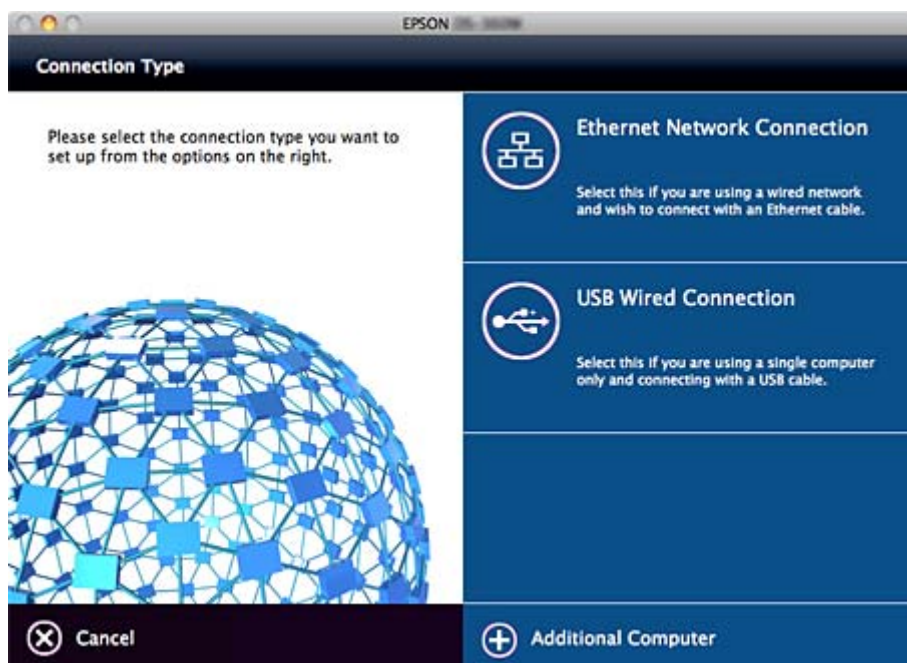 EPSON
Connection Type
Please select the connection type you want to
set up from the options on the right.
Ethernet Network Connection
Select this if you are using a wired network
and wish to connect with an Ethernet cable.
USB Wired Connection
Select this if you are using a single computer
only and connecting with a USB cable.
Cancel
Additional Computer